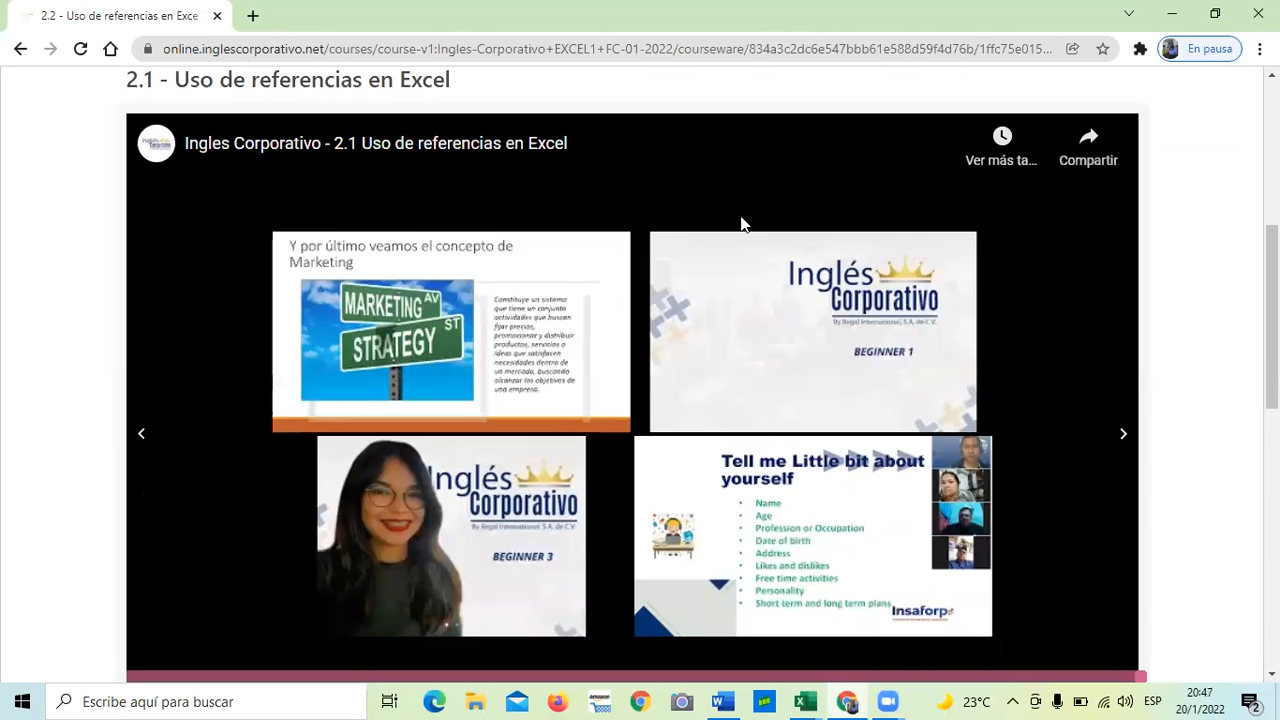 2.2 - Uso de referencias en Exce
online.inglescorporativo.net/courses/course-v1:Ingles-Corporativo+EXCEL1+FC-01-2022/courseware/834a3c2dc6e547bbb61e588d59f4d76b/1ffc75e015...
En pausa
2.1 - Uso de referencias en Excel
Ingles Corporativo - 2.1 Uso de referencias en Excel
Ver más ta...
Compartir
Y por último veamos el concepto de
Marketing
MARKETING AV
STRATEGY ST
Constituye un sistema
que tiene un conjunto
actividades que buscan
fijar precios,
promocionar y distribuir
productos, servicios o
ideas que satisfacen
necesidades dentro de
un mercado, buscando
alcanzar los objetivos de
una empresa.
Inglés
Corporativo
By Regal International, S.A. de C.V.
BEGINNER 1
Inglés
Corporativo
By Regal International, S.A. de C.V.
BEGINNER 3
Tell me Little bit about
yourself
• Name
• Age
• Profession or Occupation
• Date of birth
• Address
• Likes and dislikes
• Free time activities
• Personality
• Short term and long term plans
Insaforp
Escribe aquí para buscar
amazon
23°C
ESP
20:47
20/1/2022
2